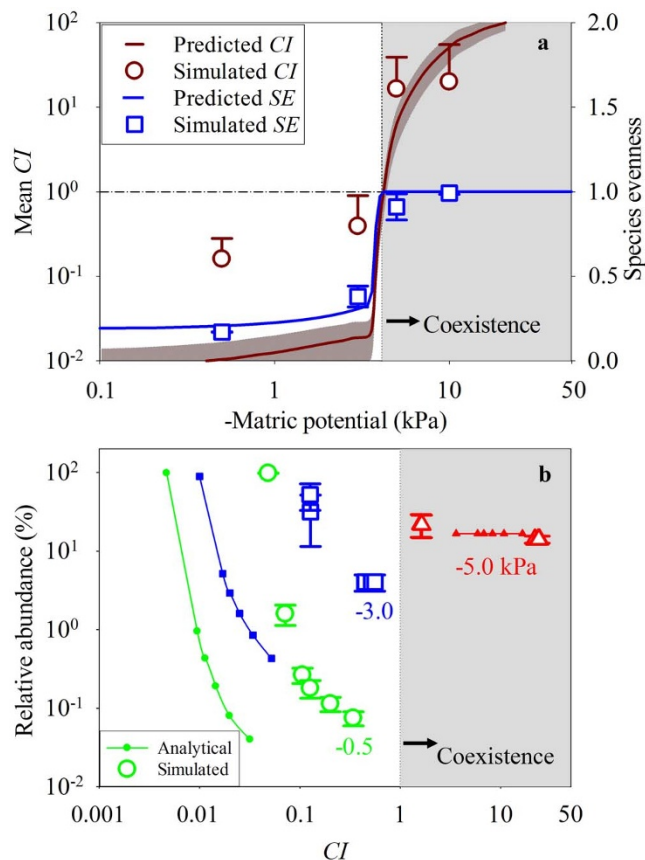 a
Predicted CI
Simulated CI
Predicted SE
Simulated SE
10²
10¹
10⁰
10⁻¹
10⁻²
Mean CI
2.0
1.5
1.0
0.5
0.0
Species evenness
Coexistence
0.1
1
10
50
-Matric potential (kPa)
b
10²
10¹
10⁰
10⁻¹
10⁻²
Relative abundance (%)
-5.0 kPa
-3.0
-0.5
Analytical
Simulated
Coexistence
0.001
0.01
0.1
1
10
50
CI